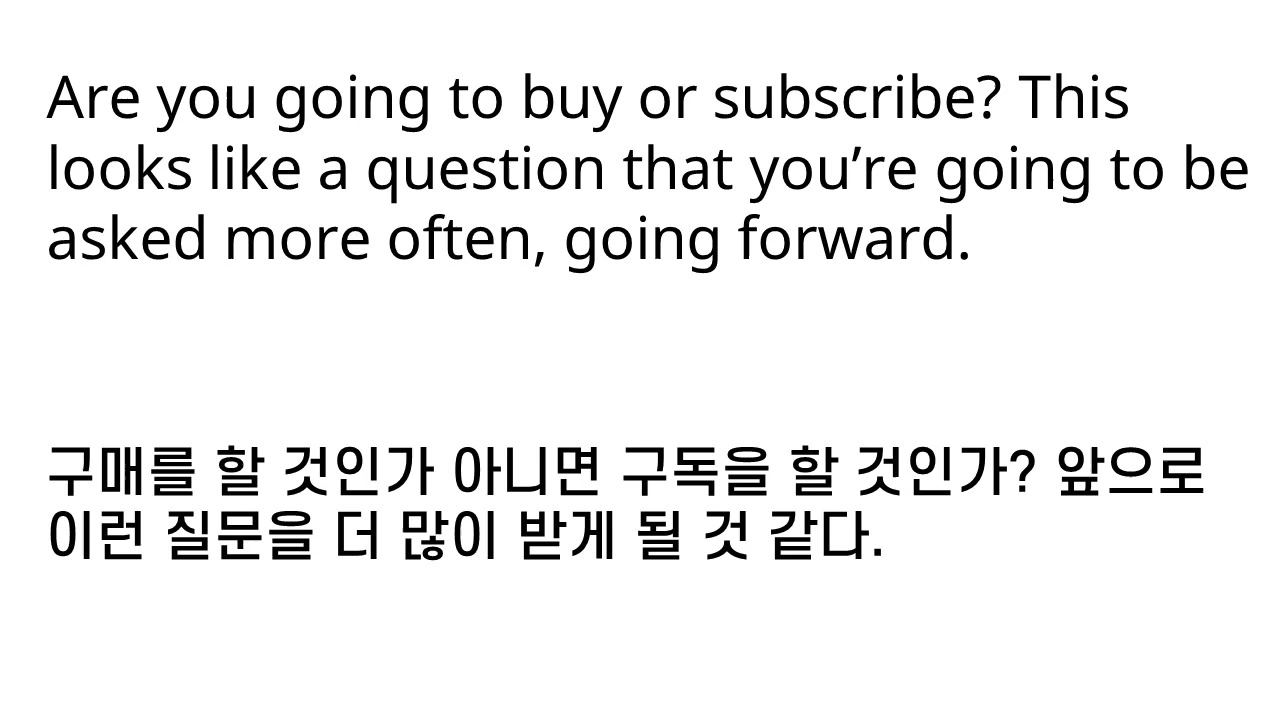 Are you going to buy or subscribe? This
looks like a question that you’re going to be
asked more often, going forward.
구매를 할 것인가 아니면 구독을 할 것인가? 앞으로
이런 질문을 더 많이 받게 될 것 같다.